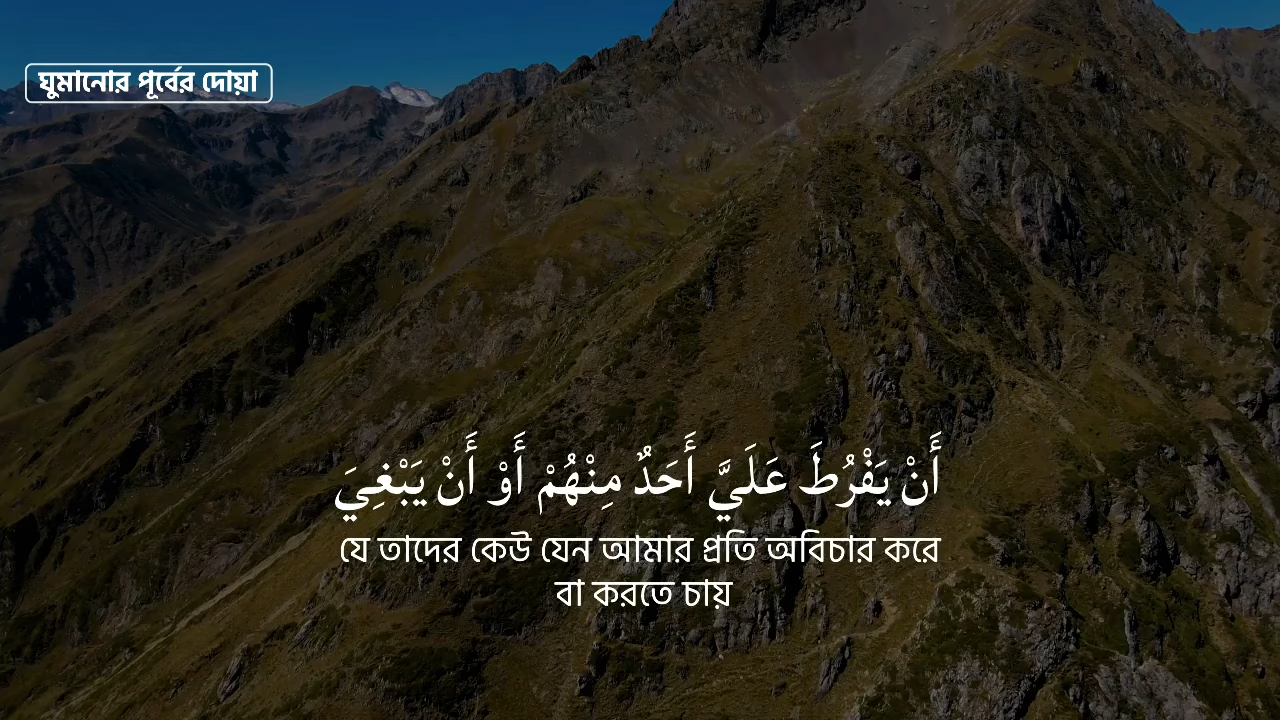 ঘুমানোর পূর্বের দোয়া
أَنْ يَفْرُطَ عَلَيَّ أَحَدٌ مِنْهُمْ أَوْ أَنْ يَبْغِيَ
যে তাদের কেউ যেন আমার প্রতি অবিচার করে
বা করতে চায়